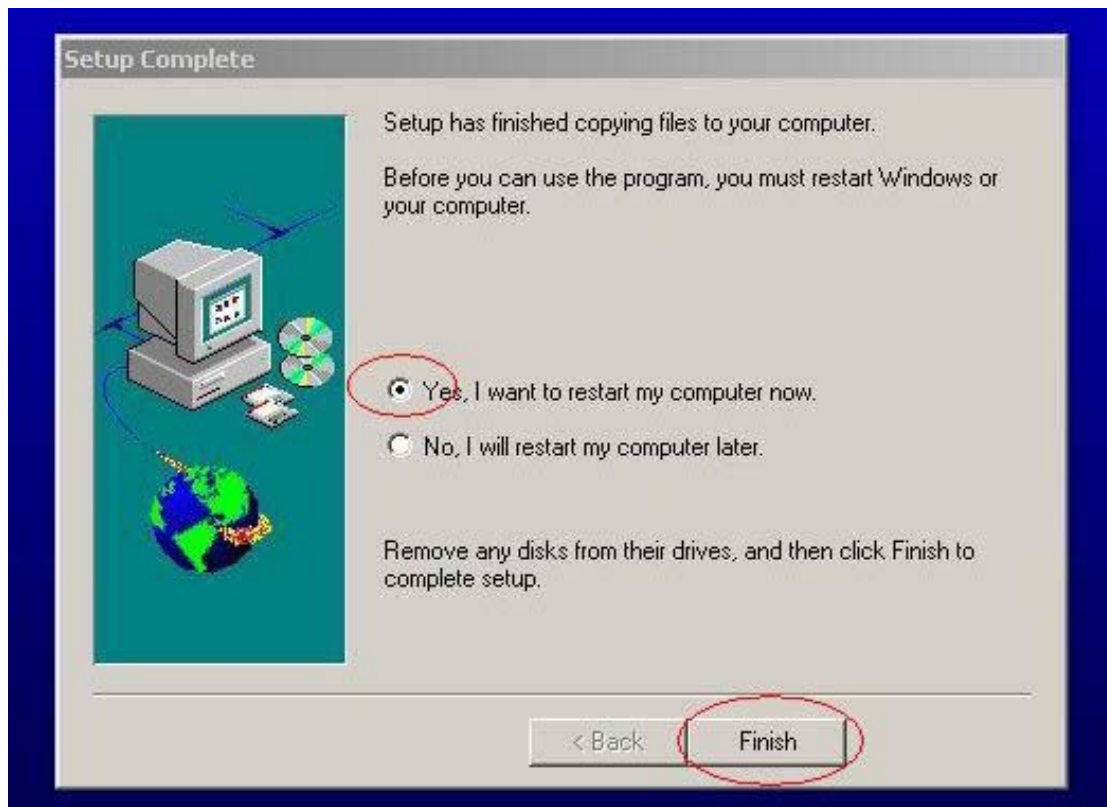 Setup Complete
Setup has finished copying files to your computer.
Before you can use the program, you must restart Windows or
your computer.
Yes, I want to restart my computer now.
No, I will restart my computer later.
Remove any disks from their drives, and then click Finish to
complete setup.
< Back
Finish